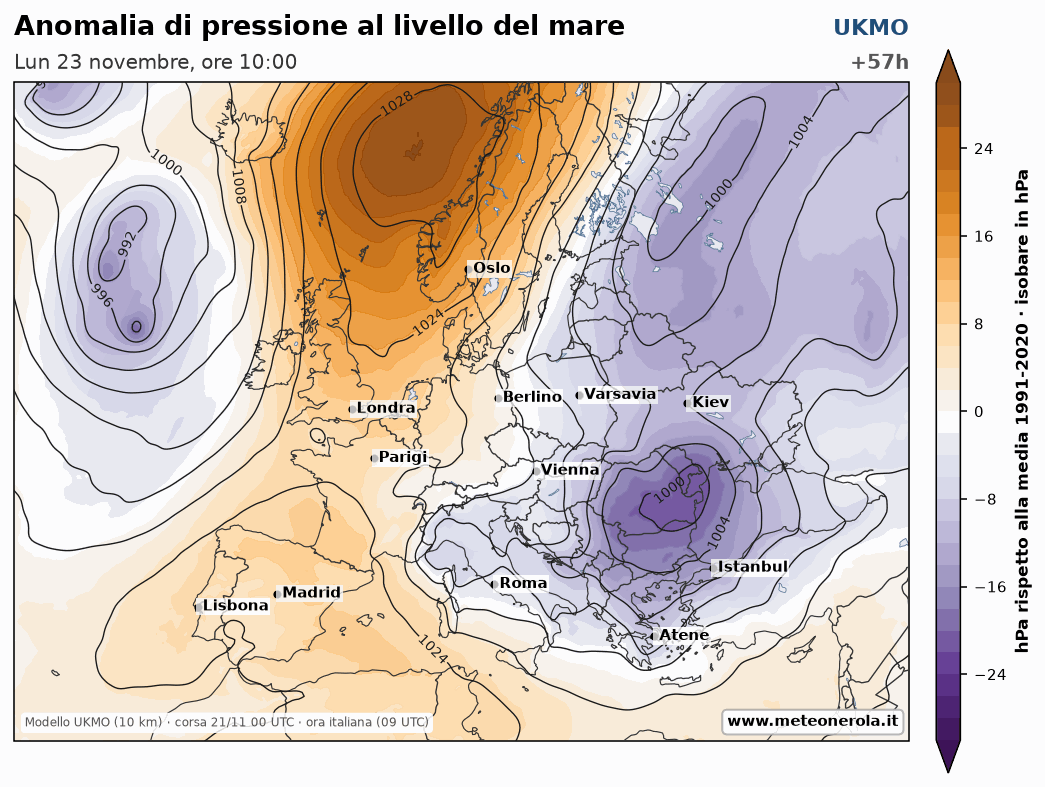 Anomalia di pressione al livello del mare
UKMO
Lun 23 novembre, ore 10:00
+57h
1028
1004
1000
1008
1000
992
996
Oslo
1024
Berlino
Varsavia
Kiev
Londra
Parigi
Vienna
1000
1004
Istanbul
Roma
Madrid
Lisbona
Atene
1024
Modello UKMO (10 km) · corsa 21/11 00 UTC · ora italiana (09 UTC)
www.meteonerola.it
24
16
8
0
−8
−16
−24
hPa rispetto alla media 1991-2020 · isobare in hPa